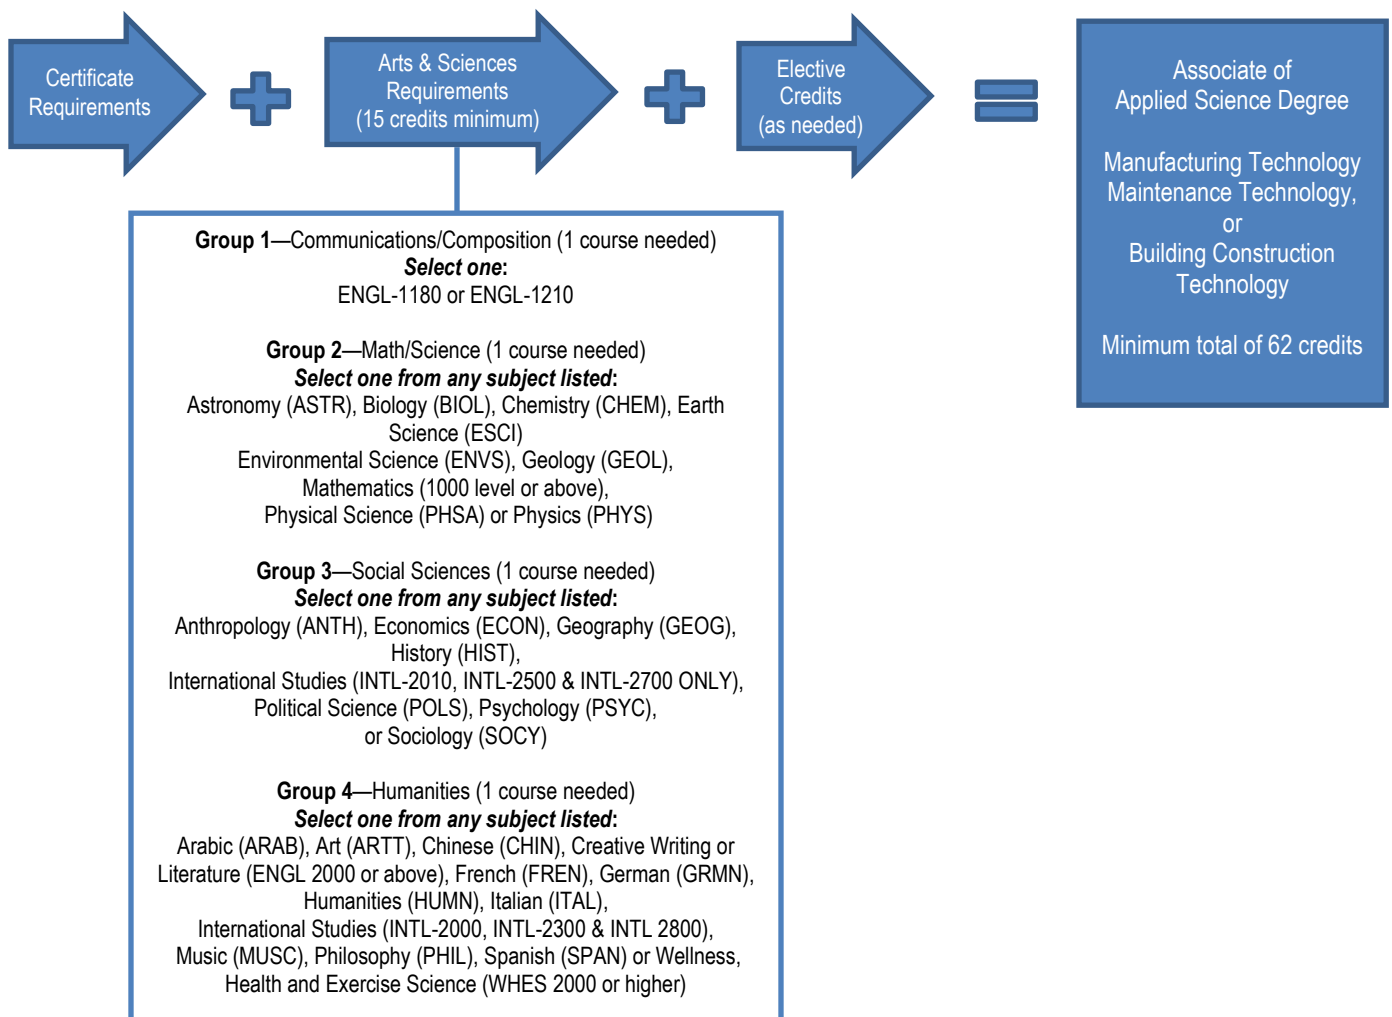 Certificate
Requirements
Arts & Sciences
Requirements
(15 credits minimum)
Elective
Credits
(as needed)
Associate of
Applied Science Degree
Manufacturing Technology
Maintenance Technology,
or
Building Construction
Technology
Minimum total of 62 credits
Group 1—Communications/Composition (1 course needed)
Select one:
ENGL-1180 or ENGL-1210
Group 2—Math/Science (1 course needed)
Select one from any subject listed:
Astronomy (ASTR), Biology (BIOL), Chemistry (CHEM), Earth
Science (ESCI)
Environmental Science (ENVS), Geology (GEOL),
Mathematics (1000 level or above),
Physical Science (PHSA) or Physics (PHYS)
Group 3—Social Sciences (1 course needed)
Select one from any subject listed:
Anthropology (ANTH), Economics (ECON), Geography (GEOG),
History (HIST),
International Studies (INTL-2010, INTL-2500 & INTL-2700 ONLY),
Political Science (POLS), Psychology (PSYC),
or Sociology (SOCY)
Group 4—Humanities (1 course needed)
Select one from any subject listed:
Arabic (ARAB), Art (ARTT), Chinese (CHIN), Creative Writing or
Literature (ENGL 2000 or above), French (FREN), German (GRMN),
Humanities (HUMN), Italian (ITAL),
International Studies (INTL-2000, INTL-2300 & INTL 2800),
Music (MUSC), Philosophy (PHIL), Spanish (SPAN) or Wellness,
Health and Exercise Science (WHES 2000 or higher)